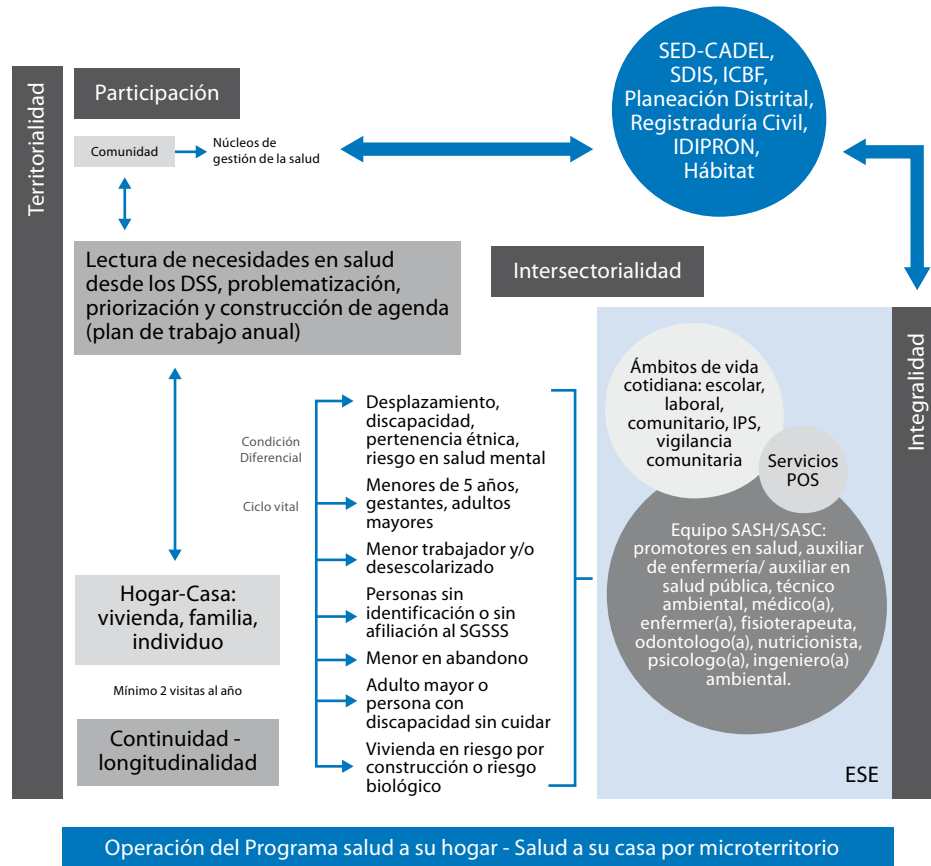 SED-CADEL,
SDIS, ICBF,
Planeación Distrital,
Registraduría Civil,
IDIPRON,
Hábitat
Territorialidad
Participación
Comunidad
Núcleos de
gestión de la salud
Lectura de necesidades en salud
desde los DSS, problematización,
priorización y construcción de agenda
(plan de trabajo anual)
Intersectorialidad
Integralidad
Condición
Diferencial
Ciclo vital
Desplazamiento,
discapacidad,
pertenencia étnica,
riesgo en salud mental
Menores de 5 años,
gestantes, adultos
mayores
Menor trabajador y/o
desescolarizado
Personas sin
identificación o sin
afiliación al SGSSS
Menor en abandono
Adulto mayor o
persona con
discapacidad sin cuidar
Vivienda en riesgo por
construcción o riesgo
biológico
Hogar-Casa:
vivienda, familia,
individuo
Mínimo 2 visitas al año
Continuidad -
longitudinalidad
Ámbitos de vida
cotidiana: escolar,
laboral,
comunitario, IPS,
vigilancia
comunitaria
Servicios
POS
Equipo SASH/SASC:
promotores en salud, auxiliar
de enfermería/ auxiliar en
salud pública, técnico
ambiental, médico(a),
enfermer(a), fisioterapeuta,
odontologo(a), nutricionista,
psicologo(a), ingeniero(a)
ambiental.
ESE
Operación del Programa salud a su hogar - Salud a su casa por microterritorio